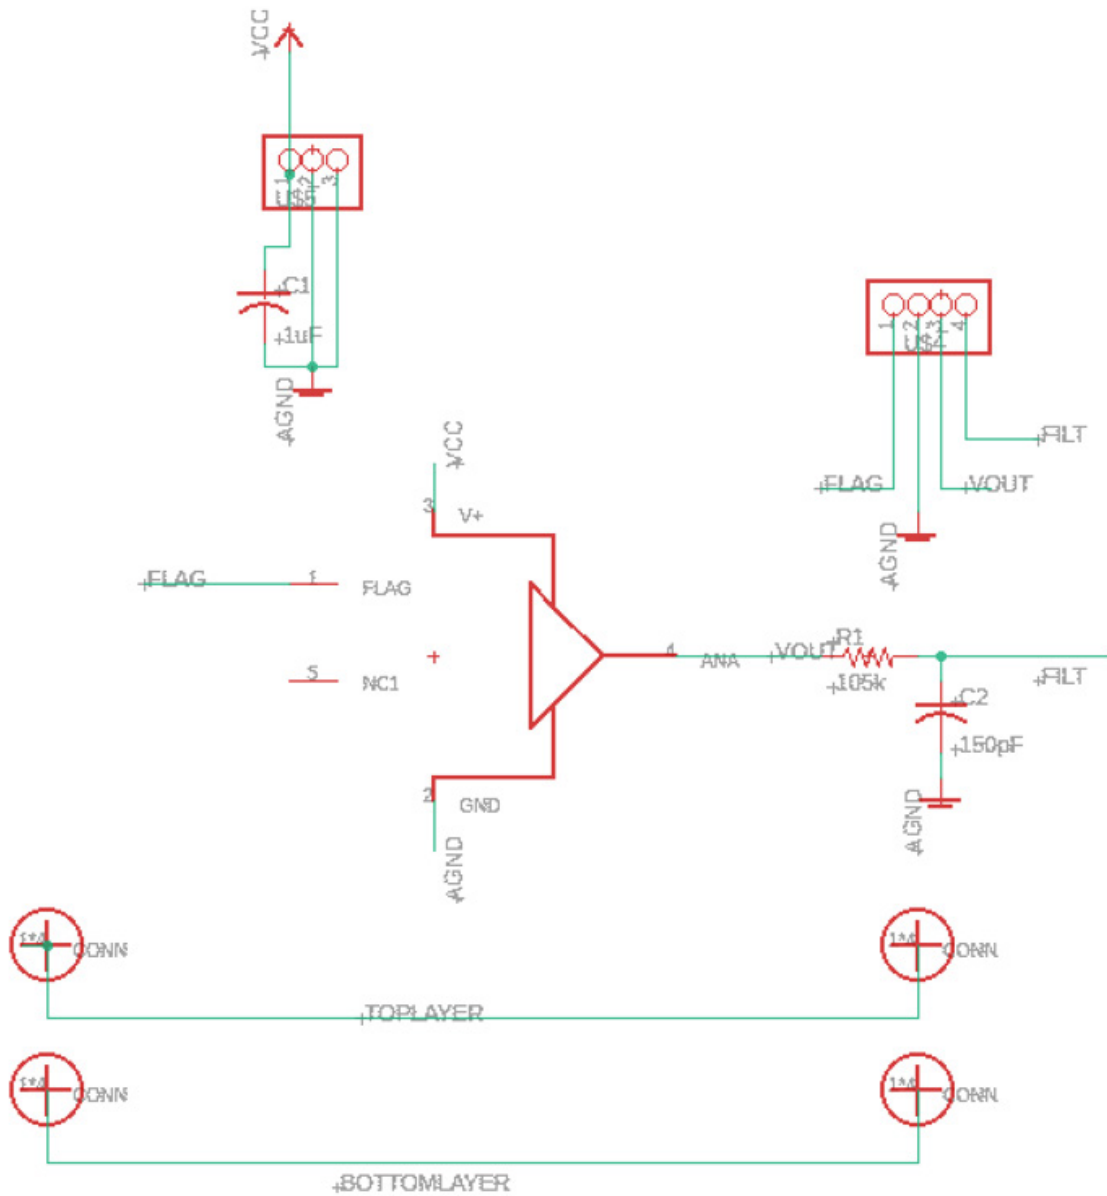 VCC
1 2 3
C1
1uF
AGND
1 2 3 4
FILT
FLAG
VOUT
AGND
VCC
3
V+
FLAG
1
FLAG
5
NC1
4
ANA
VOUT
R1
105k
FILT
C2
150pF
AGND
2
GND
AGND
CONN
CONN
TOPLAYER
CONN
CONN
BOTTOMLAYER